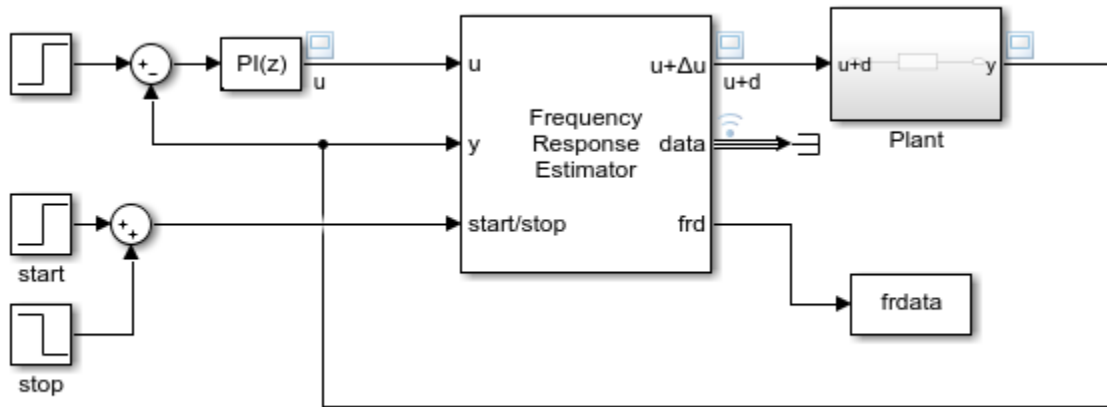 +
−
PI(z)
u
u
y
start/stop
Frequency
Response
Estimator
u+Δu
data
frd
u+d
u+d
y
Plant
+
+
start
stop
frdata